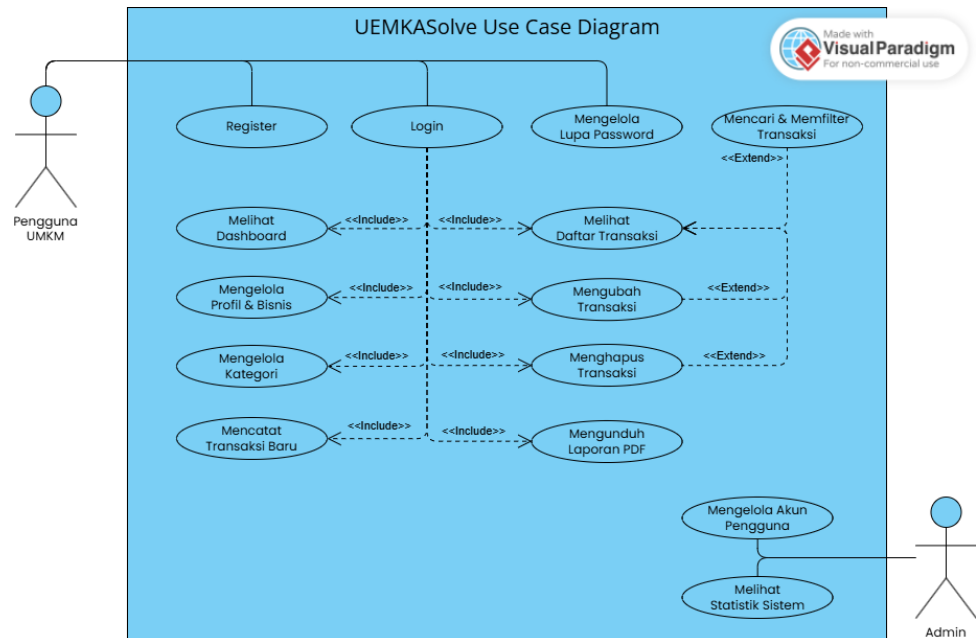 UEMKASolve Use Case Diagram
Made with
Visual Paradigm
For non-commercial use
Register
Login
Mengelola
Lupa Password
Mencari & Memfilter
Transaksi
<<Extend>>
Pengguna
UMKM
Melihat
Dashboard
<<Include>>
<<Include>>
Melihat
Daftar Transaksi
Mengelola
Profil & Bisnis
<<Include>>
<<Include>>
Mengubah
Transaksi
<<Extend>>
Mengelola
Kategori
<<Include>>
<<Include>>
Menghapus
Transaksi
<<Extend>>
Mencatat
Transaksi Baru
<<Include>>
<<Include>>
Mengunduh
Laporan PDF
Mengelola Akun
Pengguna
Melihat
Statistik Sistem
Admin